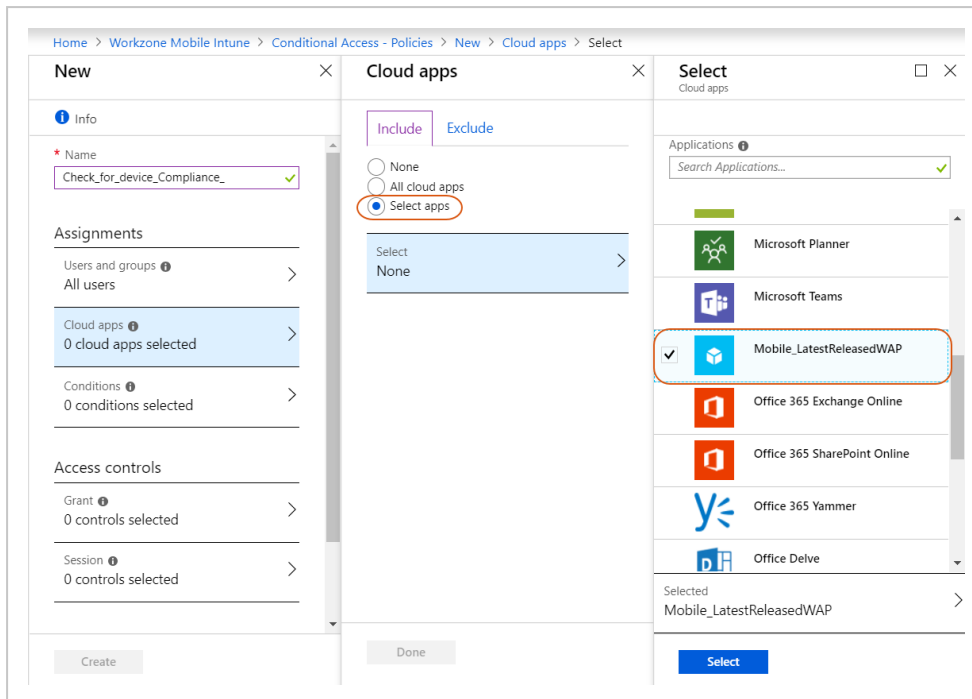 Home > Workzone Mobile Intune > Conditional Access - Policies > New > Cloud apps > Select
New
Info
* Name
Check_for_device_Compliance_
Assignments
Users and groups
All users
Cloud apps
0 cloud apps selected
Conditions
0 conditions selected
Access controls
Grant
0 controls selected
Session
0 controls selected
Create
Cloud apps
Include Exclude
None
All cloud apps
Select apps
Select
None
Done
Select
Cloud apps
Applications
Search Applications...
Microsoft Planner
Microsoft Teams
Mobile_LatestReleasedWAP
Office 365 Exchange Online
Office 365 SharePoint Online
Office 365 Yammer
Office Delve
Selected
Mobile_LatestReleasedWAP
Select